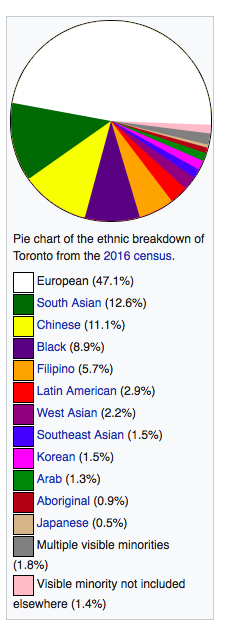 Pie chart of the ethnic breakdown of
Toronto from the 2016 census.
European (47.1%)
South Asian (12.6%)
Chinese (11.1%)
Black (8.9%)
Filipino (5.7%)
Latin American (2.9%)
West Asian (2.2%)
Southeast Asian (1.5%)
Korean (1.5%)
Arab (1.3%)
Aboriginal (0.9%)
Japanese (0.5%)
Multiple visible minorities
(1.8%)
Visible minority not included
elsewhere (1.4%)